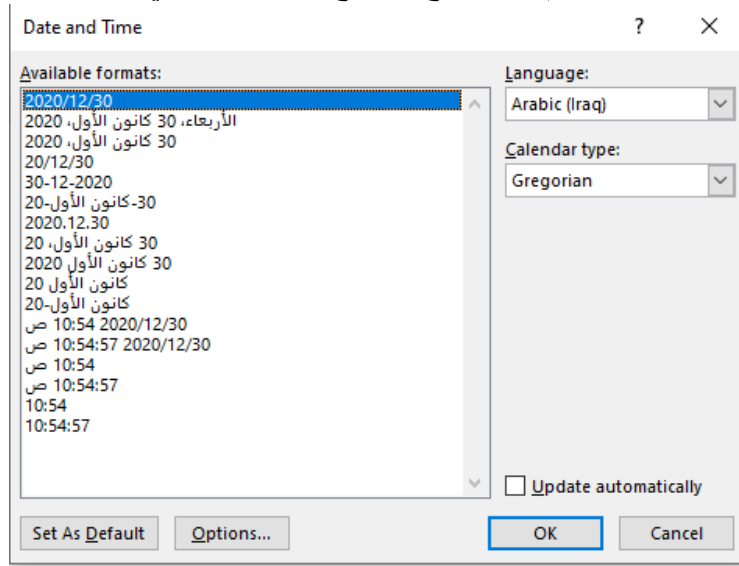 Date and Time
Available formats:
2020/12/30
الأربعاء، 30 كانون الأول، 2020
30 كانون الأول، 2020
20/12/30
30-12-2020
30-كانون الأول-20
2020.12.30
30 كانون الأول، 20
30 كانون الأول 2020
كانون الأول 20
كانون الأول-20
2020/12/30 10:54 ص
2020/12/30 10:54:57 ص
10:54 ص
10:54:57 ص
10:54
10:54:57
Language:
Arabic (Iraq)
Calendar type:
Gregorian
Update automatically
Set As Default
Options...
OK
Cancel